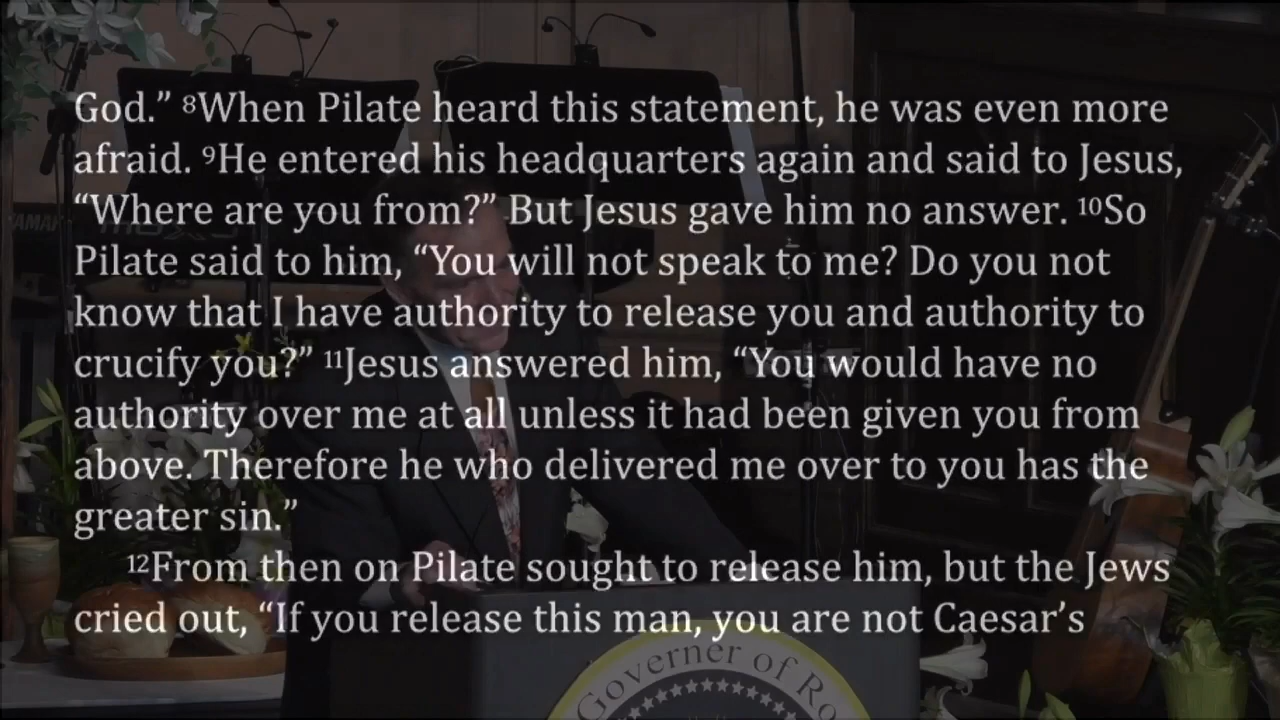 God.” ⁸When Pilate heard this statement, he was even more
afraid. ⁹He entered his headquarters again and said to Jesus,
“Where are you from?” But Jesus gave him no answer. ¹⁰So
Pilate said to him, “You will not speak to me? Do you not
know that I have authority to release you and authority to
crucify you?” ¹¹Jesus answered him, “You would have no
authority over me at all unless it had been given you from
above. Therefore he who delivered me over to you has the
greater sin.”
¹²From then on Pilate sought to release him, but the Jews
cried out, “If you release this man, you are not Caesar’s
Governer of Ro